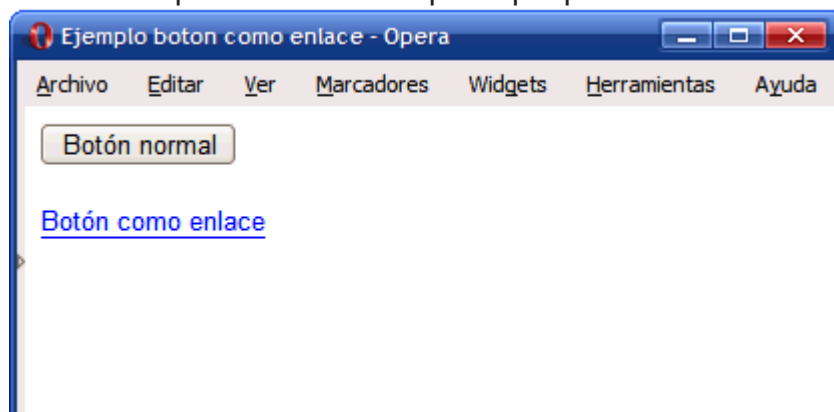 Ejemplo boton como enlace - Opera
Archivo Editar Ver Marcadores Widgets Herramientas Ayuda
Botón normal
Botón como enlace